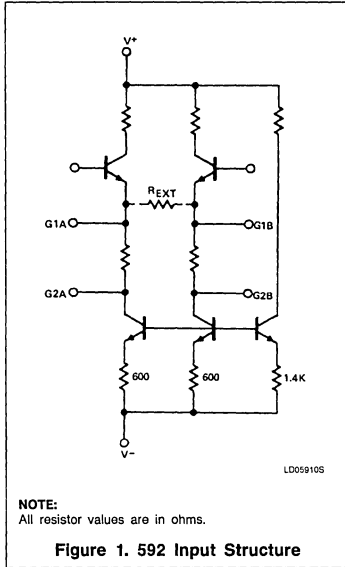 V+
REXT
G1A
G1B
G2A
G2B
600
600
1.4K
V-
LD05910S
NOTE:
All resistor values are in ohms.
Figure 1. 592 Input Structure